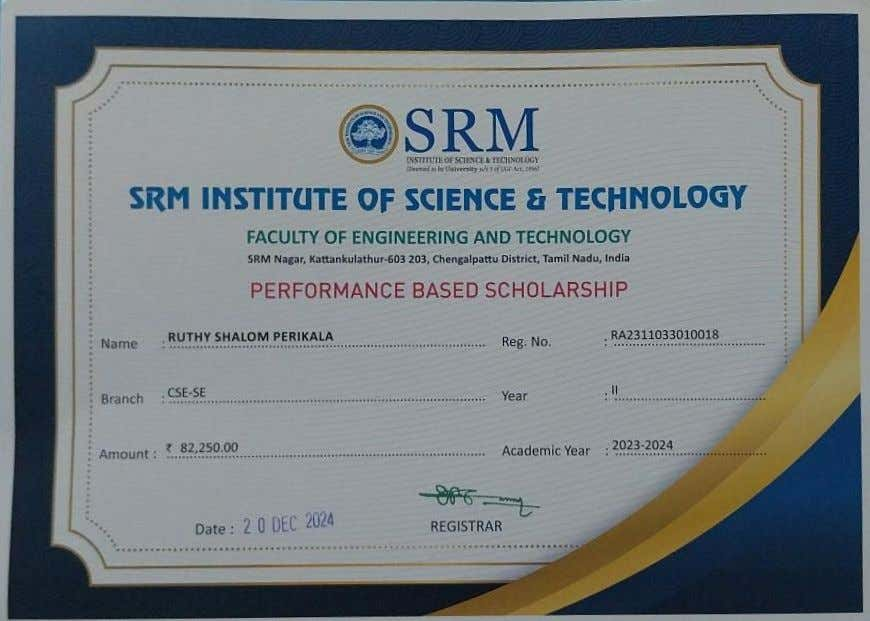 SRM
INSTITUTE OF SCIENCE & TECHNOLOGY
(Deemed to be University u/s 3 of UGC Act, 1956)
SRM INSTITUTE OF SCIENCE & TECHNOLOGY
FACULTY OF ENGINEERING AND TECHNOLOGY
SRM Nagar, Kattankulathur-603 203, Chengalpattu District, Tamil Nadu, India
PERFORMANCE BASED SCHOLARSHIP
Name : RUTHY SHALOM PERIKALA Reg. No. : RA2311033010018
Branch : CSE-SE Year : II
Amount : ₹ 82,250.00 Academic Year : 2023-2024
Date : 20 DEC 2024 REGISTRAR